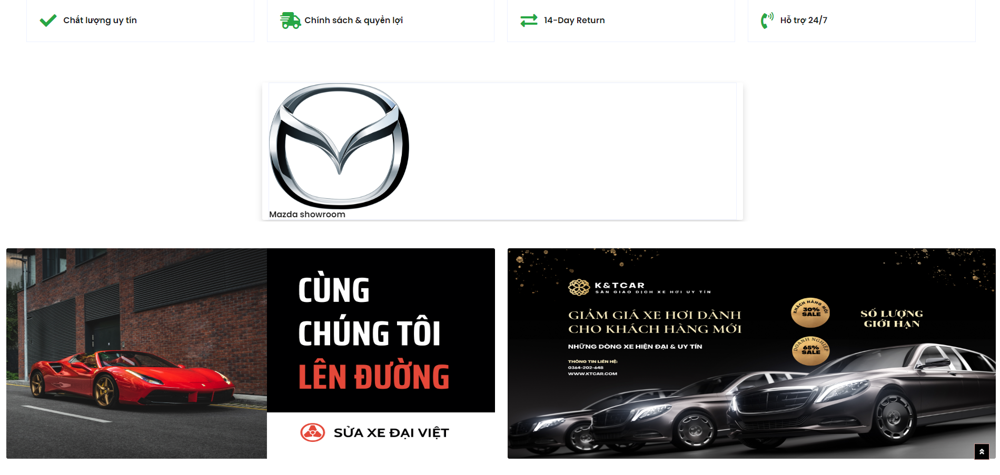 Chất lượng uy tín
Chính sách & quyền lợi
14-Day Return
Hỗ trợ 24/7
Mazda showroom
CÙNG
CHÚNG TÔI
LÊN ĐƯỜNG
SỬA XE ĐẠI VIỆT
K&TCAR
SÀN GIAO DỊCH XE HƠI UY TÍN
GIẢM GIÁ XE HƠI DÀNH
CHO KHÁCH HÀNG MỚI
NHỮNG DÒNG XE HIỆN ĐẠI & UY TÍN
THÔNG TIN LIÊN HỆ:
0364-202-648
WWW.KTCAR.COM
KHÁCH HÀNG MỚI
30%
SALE
DOANH NGHIỆP
65%
SALE
SỐ LƯỢNG
GIỚI HẠN